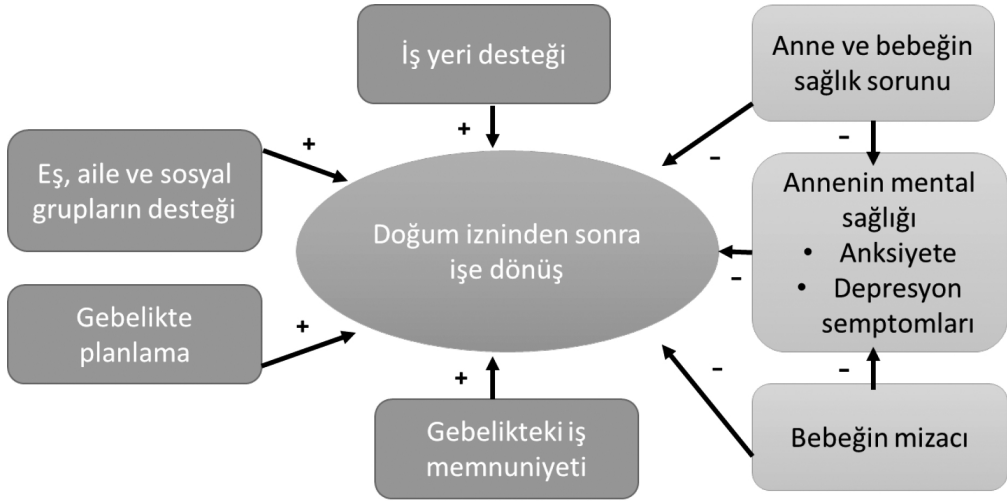 İş yeri desteği
Anne ve bebeğin
sağlık sorunu
+
+
–
–
Eş, aile ve sosyal
grupların desteği
Doğum izninden sonra
işe dönüş
Annenin mental
sağlığı
• Anksiyete
• Depresyon
semptomları
–
Gebelikte
planlama
+
+
–
–
Gebelikteki iş
memnuniyeti
Bebeğin mizacı